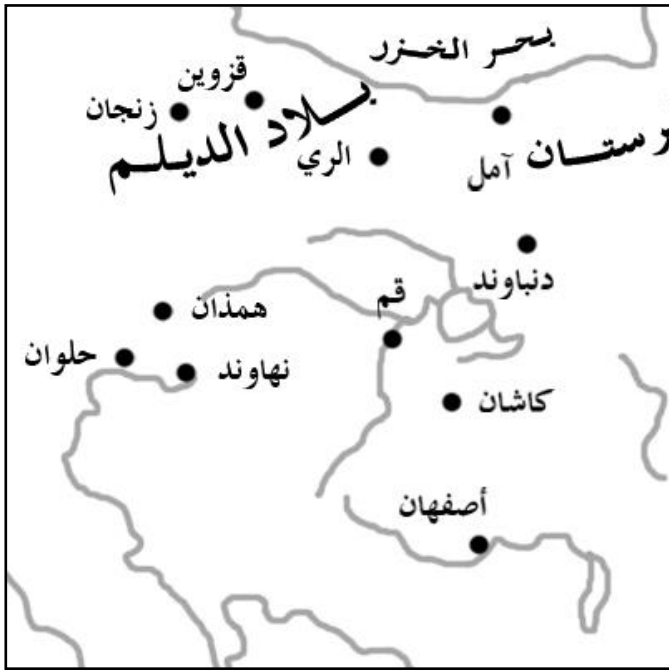 بحر الخزر
قزوين
زنجان
بلاد الديلم
الري
آمل
رستان
دنباوند
قم
همذان
حلوان
نهاوند
كاشان
أصفهان